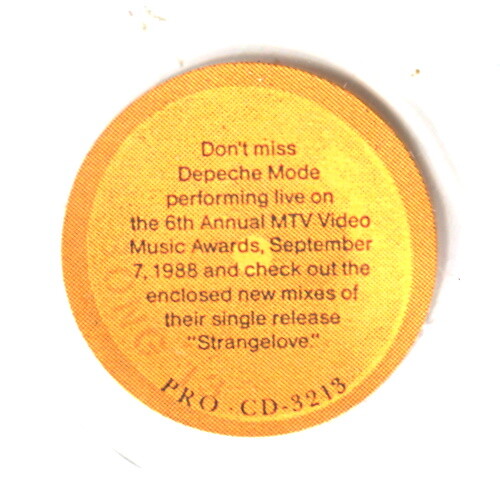 Don't miss
Depeche Mode
performing live on
the 6th Annual MTV Video
Music Awards, September
7, 1988 and check out the
enclosed new mixes of
their single release
"Strangelove."
PRO · CD-3213